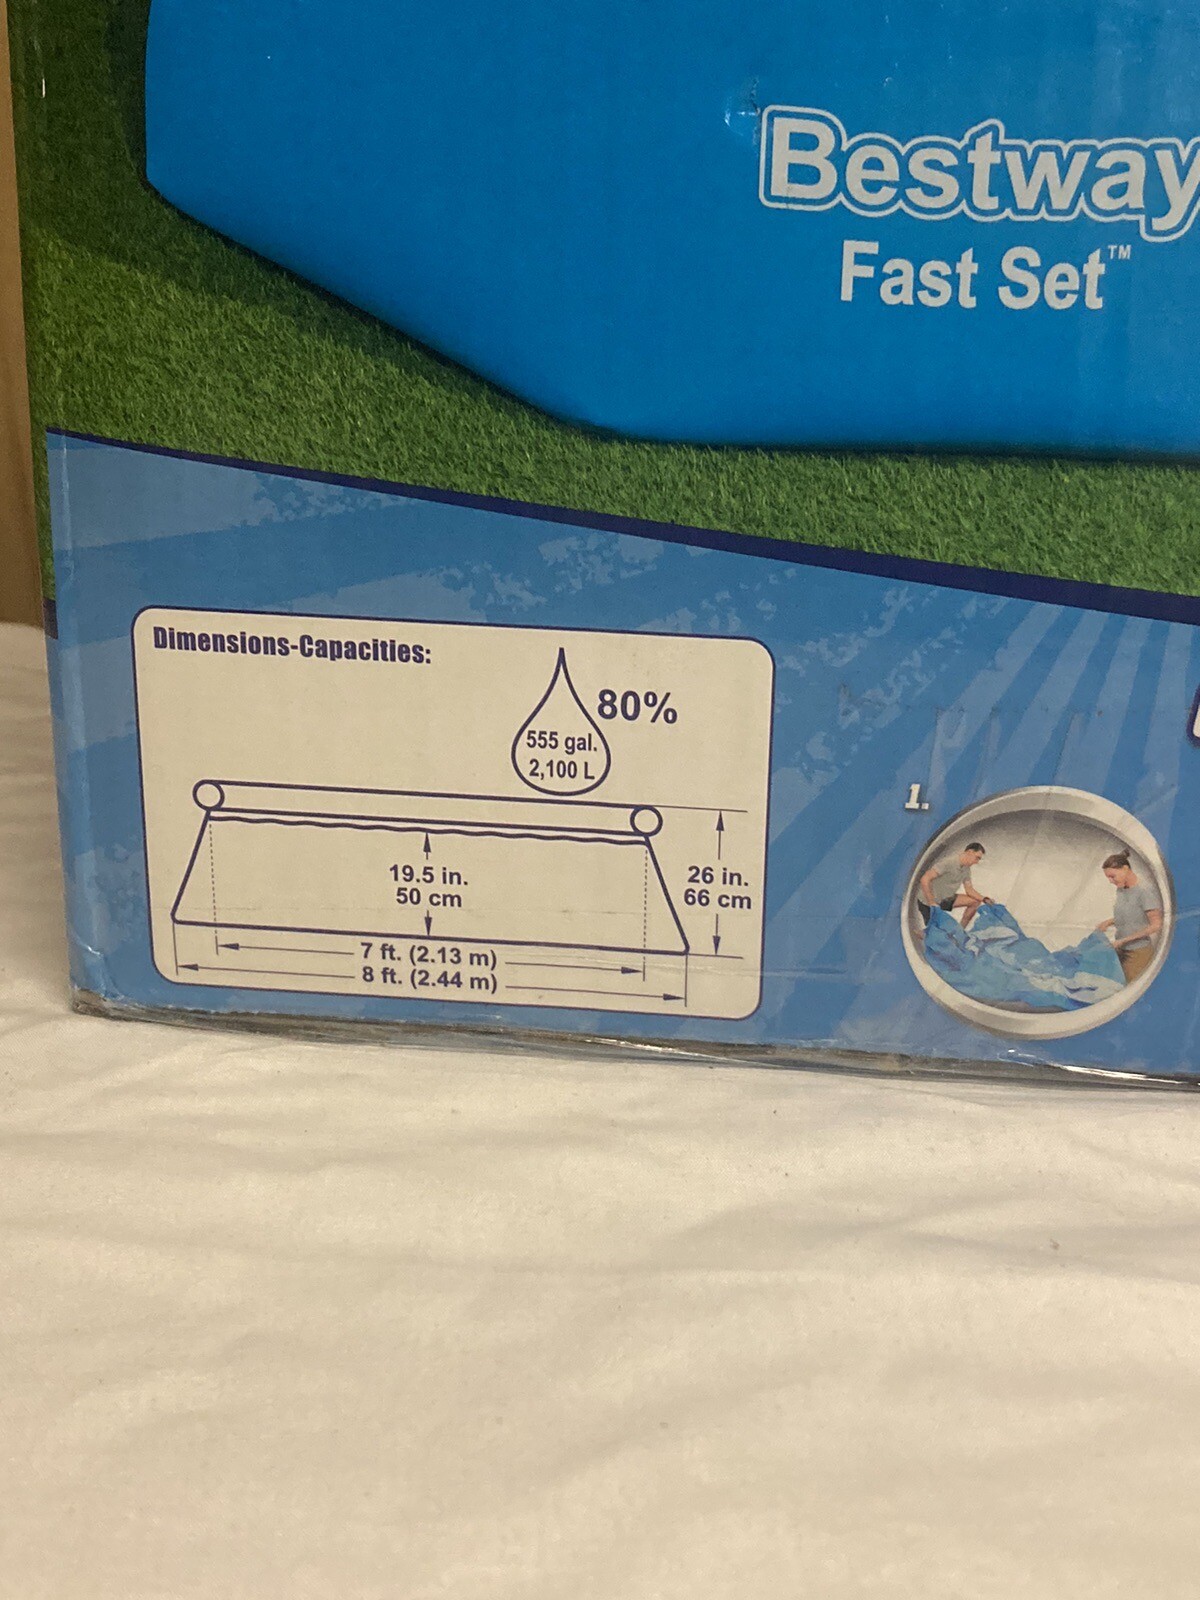 Bestway
Fast Set™
Dimensions-Capacities:
80%
555 gal.
2,100 L
19.5 in.
50 cm
26 in.
66 cm
7 ft. (2.13 m)
8 ft. (2.44 m)
1.